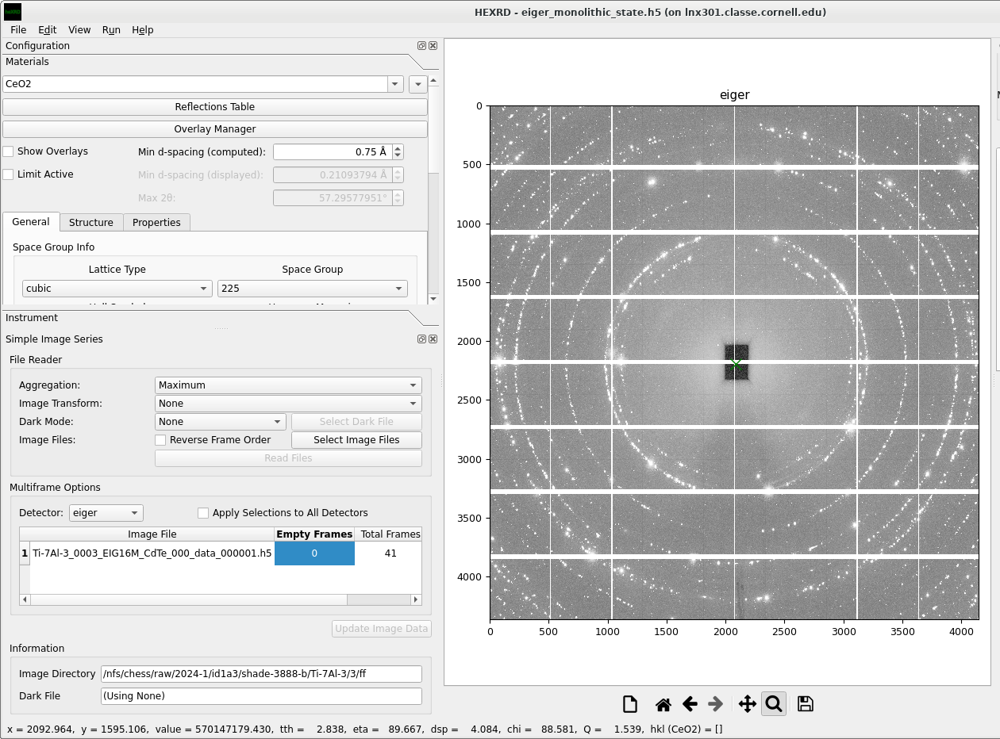 HEXRD - eiger_monolithic_state.h5 (on lnx301.classe.cornell.edu)
File Edit View Run Help
Configuration
Materials
CeO2
Reflections Table
Overlay Manager
Show Overlays Min d-spacing (computed): 0.75 Å
Limit Active Min d-spacing (displayed): 0.21093794 Å
Max 2θ: 57.29577951°
General Structure Properties
Space Group Info
Lattice Type Space Group
cubic 225
Instrument
Simple Image Series
File Reader
Aggregation: Maximum
Image Transform: None
Dark Mode: None Select Dark File
Image Files: Reverse Frame Order Select Image Files
Read Files
Multiframe Options
Detector: eiger Apply Selections to All Detectors
Image File Empty Frames Total Frames
1 Ti-7Al-3_0003_EIG16M_CdTe_000_data_000001.h5 0 41
Update Image Data
Information
Image Directory /nfs/chess/raw/2024-1/id1a3/shade-3888-b/Ti-7Al-3/3/ff
Dark File (Using None)
eiger
0
500
1000
1500
2000
2500
3000
3500
4000
0 500 1000 1500 2000 2500 3000 3500 4000
x = 2092.964, y = 1595.106, value = 570147179.430, tth = 2.838, eta = 89.667, dsp = 4.084, chi = 88.581, Q = 1.539, hkl (CeO2) = []